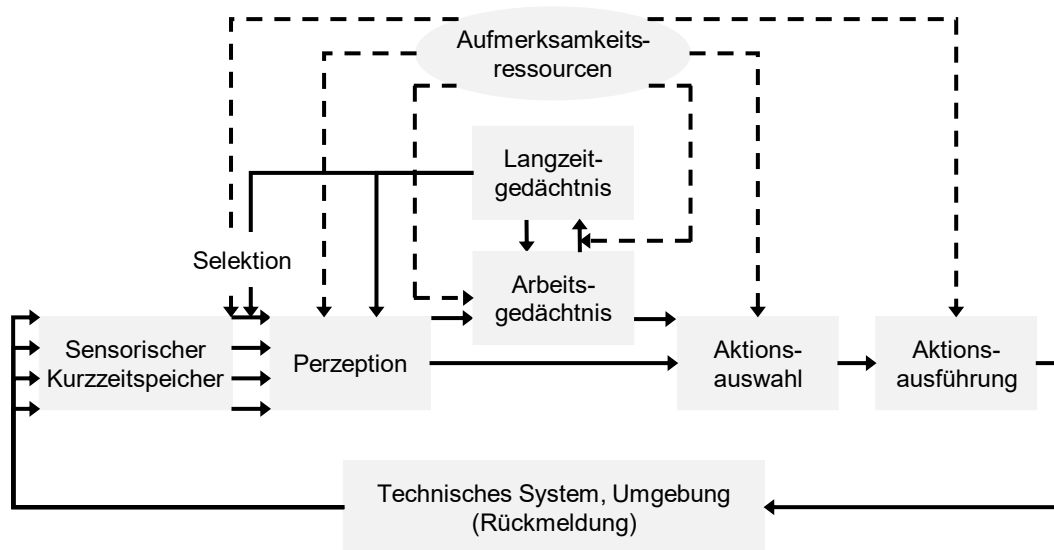 Aufmerksamkeits-
ressourcen
Langzeit-
gedächtnis
Selektion
Arbeits-
gedächtnis
Sensorischer
Kurzzeitspeicher
Perzeption
Aktions-
auswahl
Aktions-
ausführung
Technisches System, Umgebung
(Rückmeldung)